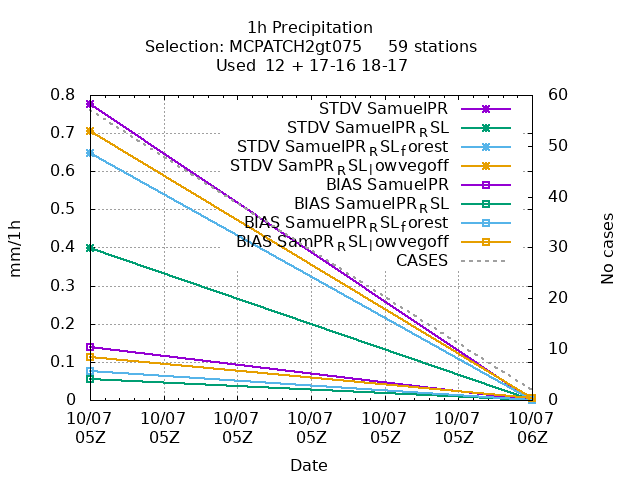 1h Precipitation
Selection: MCPATCH2gt075 59 stations
Used 12 + 17-16 18-17
0.8
0.7
0.6
0.5
0.4
0.3
0.2
0.1
0
mm/1h
60
50
40
30
20
10
0
No cases
STDV SamuelPR
STDV SamuelPR_RSL
STDV SamuelPR_RSL_forest
STDV SamPR_RSL_lowvegoff
BIAS SamuelPR
BIAS SamuelPR_RSL
BIAS SamuelPR_RSL_forest
BIAS SamPR_RSL_lowvegoff
CASES
10/07 10/07 10/07 10/07 10/07 10/07 10/07
05Z 05Z 05Z 05Z 05Z 05Z 06Z
Date